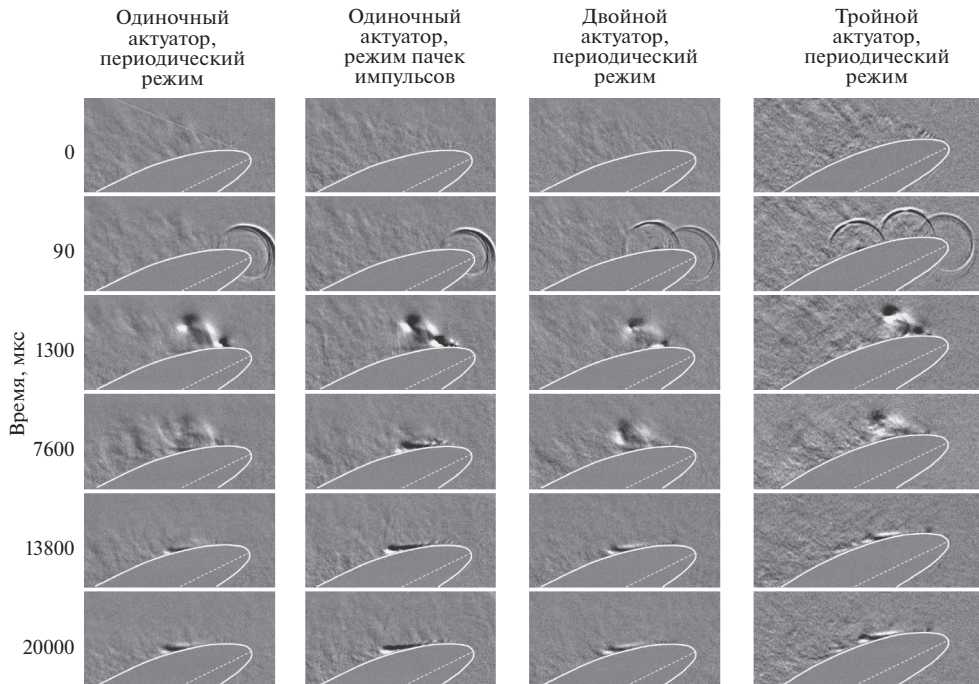 Одиночный
актуатор,
периодический
режим
Одиночный
актуатор,
режим пачек
импульсов
Двойной
актуатор,
периодический
режим
Тройной
актуатор,
периодический
режим
Время, мкс
0
90
1300
7600
13800
20000